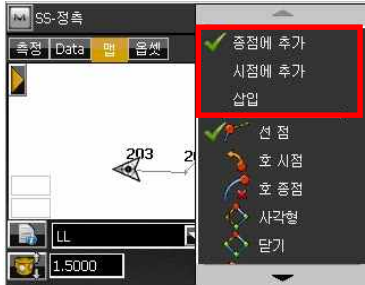 SS-정측
측정 Data 맵 옵셋
203
2
LL
1.5000
종점에 추가
시점에 추가
삽입
선 점
호 시점
호 종점
사각형
닫기